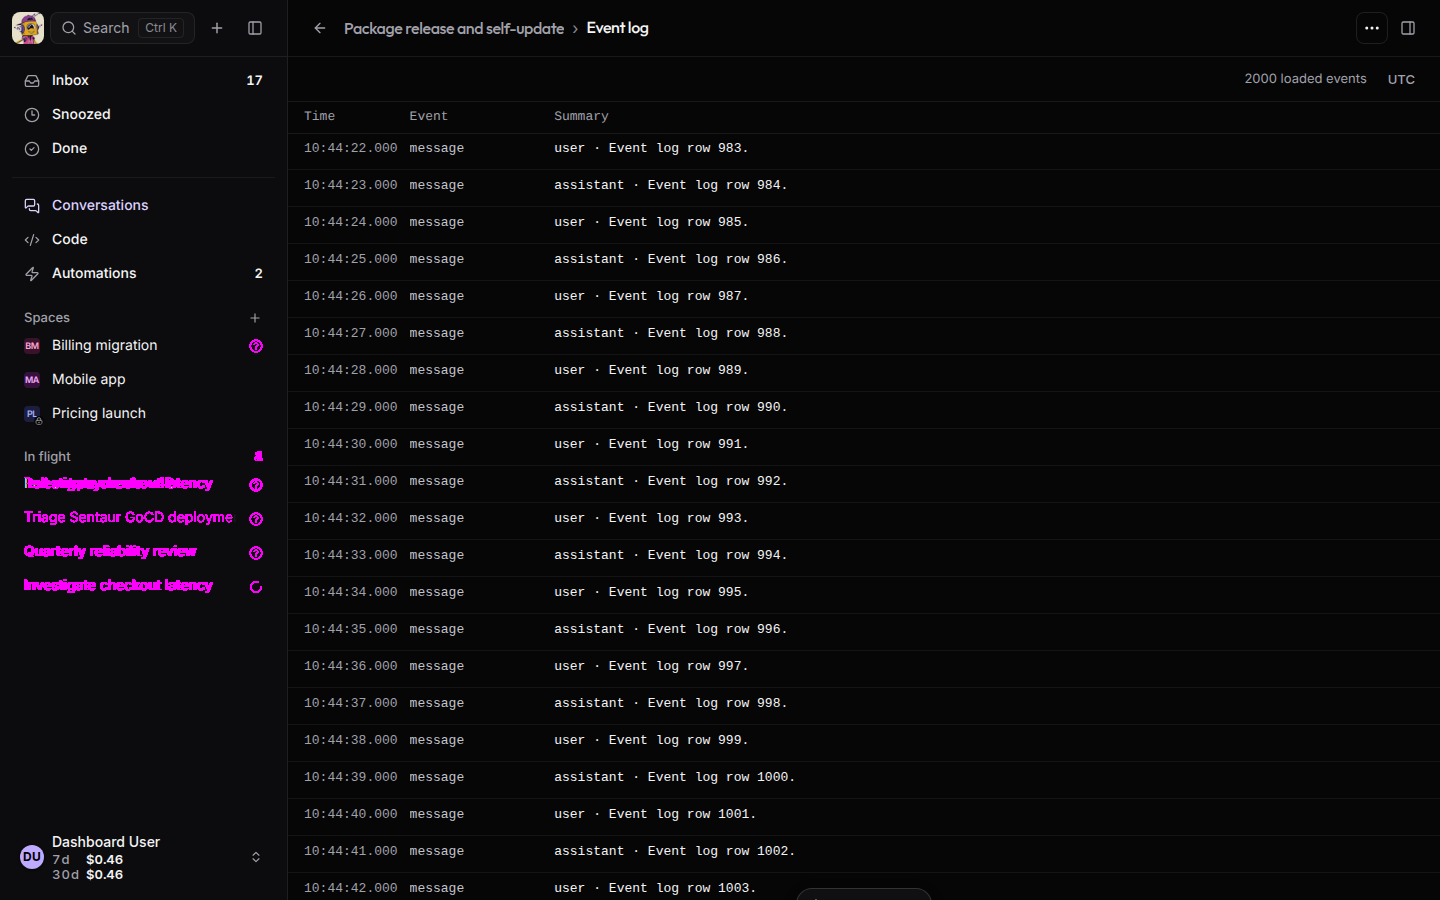 Search Ctrl K
Inbox 17
Snoozed
Done
Conversations
Code
Automations 2
Spaces
BM Billing migration
MA Mobile app
PL Pricing launch
In flight
Triage Sentaur GoCD deployme
Quarterly reliability review
Investigate checkout latency
DU Dashboard User
7d $0.46
30d $0.46
Package release and self-update › Event log
2000 loaded events UTC
Time Event Summary
10:44:22.000 message user · Event log row 983.
10:44:23.000 message assistant · Event log row 984.
10:44:24.000 message user · Event log row 985.
10:44:25.000 message assistant · Event log row 986.
10:44:26.000 message user · Event log row 987.
10:44:27.000 message assistant · Event log row 988.
10:44:28.000 message user · Event log row 989.
10:44:29.000 message assistant · Event log row 990.
10:44:30.000 message user · Event log row 991.
10:44:31.000 message assistant · Event log row 992.
10:44:32.000 message user · Event log row 993.
10:44:33.000 message assistant · Event log row 994.
10:44:34.000 message user · Event log row 995.
10:44:35.000 message assistant · Event log row 996.
10:44:36.000 message user · Event log row 997.
10:44:37.000 message assistant · Event log row 998.
10:44:38.000 message user · Event log row 999.
10:44:39.000 message assistant · Event log row 1000.
10:44:40.000 message user · Event log row 1001.
10:44:41.000 message assistant · Event log row 1002.
10:44:42.000 message user · Event log row 1003.